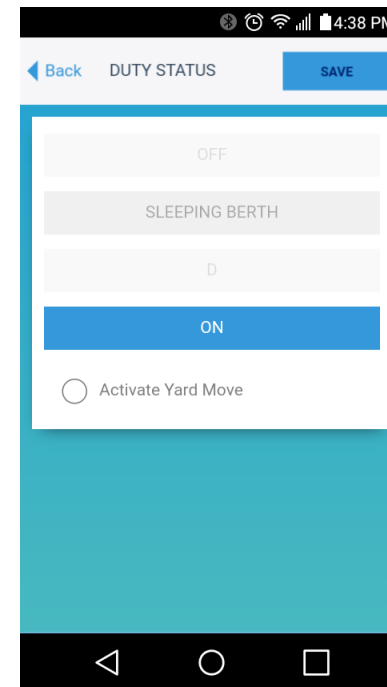 4:38 PM
Back DUTY STATUS SAVE
OFF
SLEEPING BERTH
D
ON
Activate Yard Move